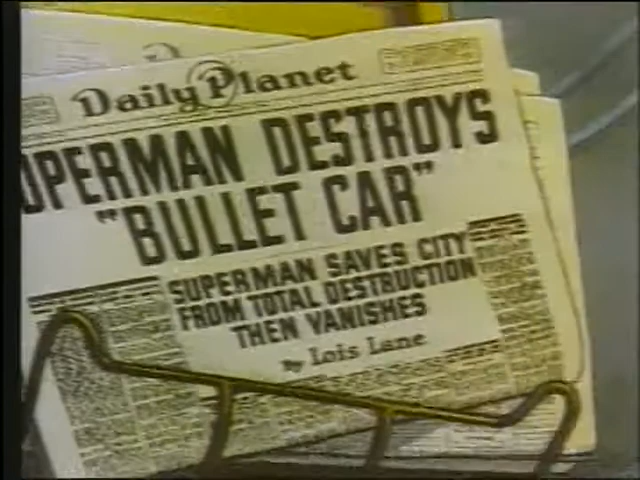 Daily Planet
UPERMAN DESTROYS
"BULLET CAR"
SUPERMAN SAVES CITY
FROM TOTAL DESTRUCTION
THEN VANISHES
By Lois Lane